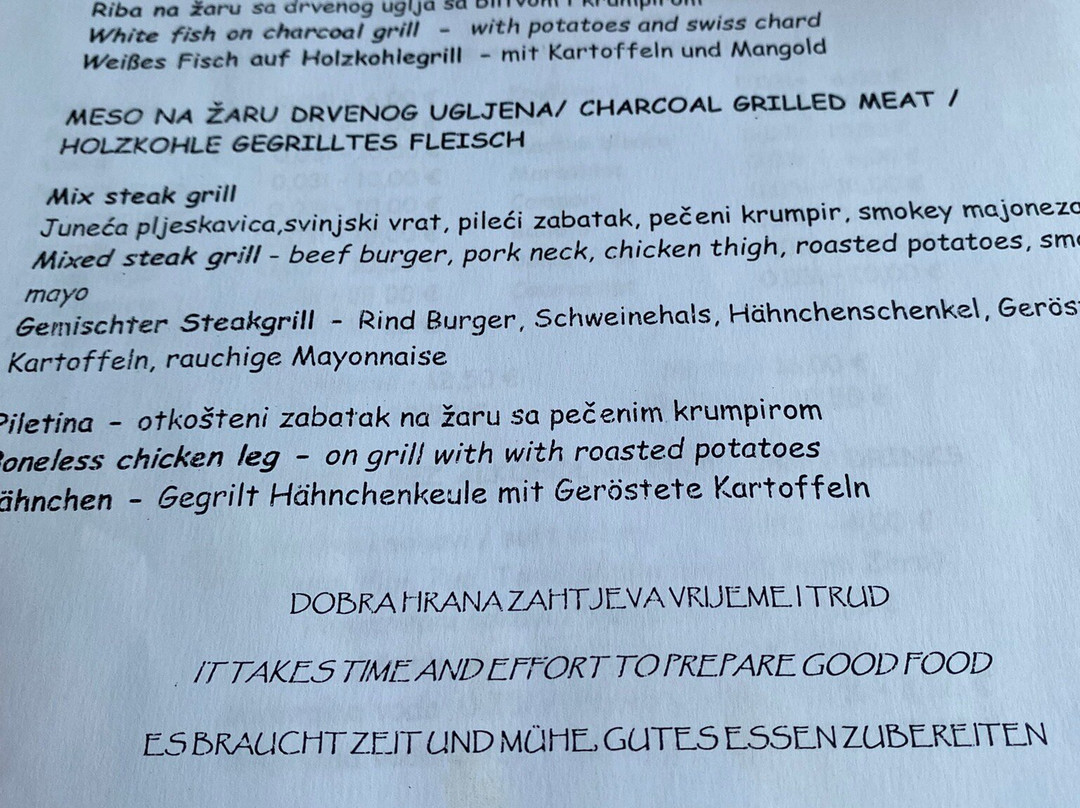 Riba na žaru sa drvenog uglja sa blitvom i krumpirom
White fish on charcoal grill - with potatoes and swiss chard
Weißes Fisch auf Holzkohlegrill - mit Kartoffeln und Mangold
MESO NA ŽARU DRVENOG UGLJENA/ CHARCOAL GRILLED MEAT /
HOLZKOHLE GEGRILLTES FLEISCH
Mix steak grill
Juneća pljeskavica,svinjski vrat, pileći zabatak, pečeni krumpir, smokey majoneza
Mixed steak grill - beef burger, pork neck, chicken thigh, roasted potatoes,
mayo
Gemischter Steakgrill - Rind Burger, Schweinehals, Hähnchenschenkel,
Kartoffeln, rauchige Mayonnaise
Piletina - otkošteni zabatak na žaru sa pečenim krumpirom
Boneless chicken leg - on grill with with roasted potatoes
Hähnchen - Gegrilt Hähnchenkeule mit Geröstete Kartoffeln
DOBRA HRANA ZAHTJEVA VRIJEME I TRUD
IT TAKES TIME AND EFFORT TO PREPARE GOOD FOOD
ES BRAUCHT ZEIT UND MÜHE, GUTES ESSEN ZUBEREITEN